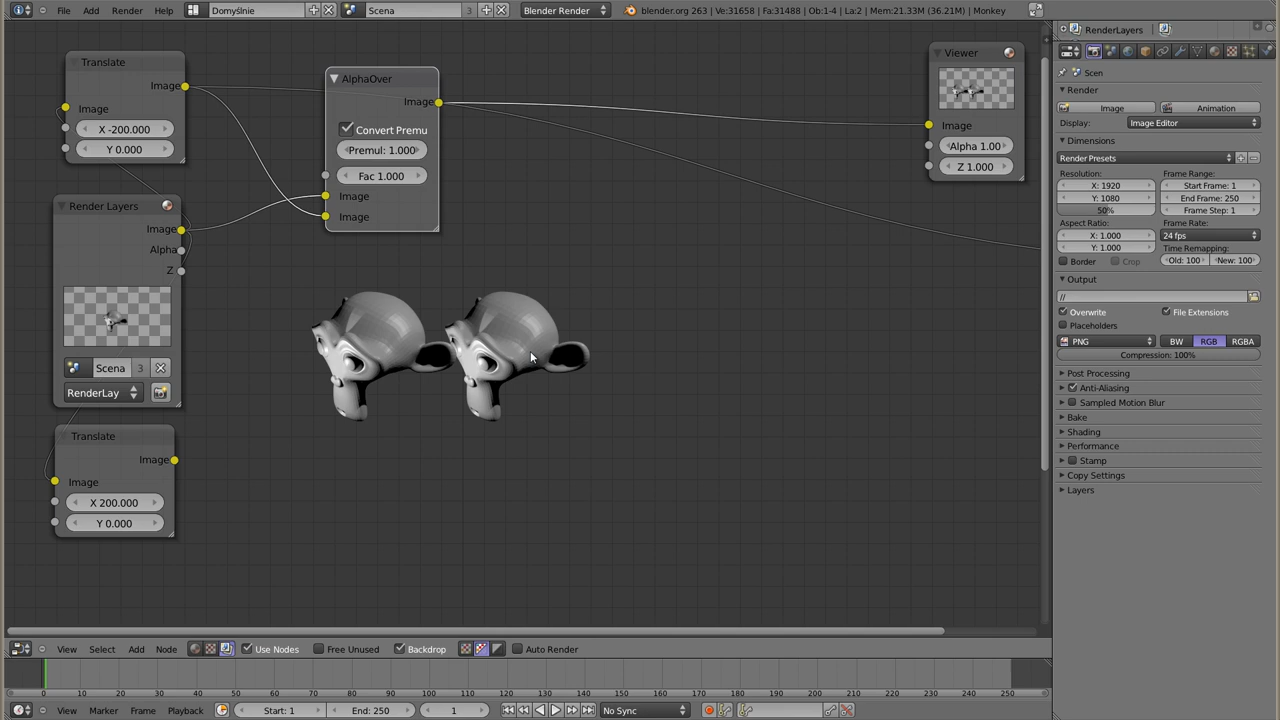 File Add Render Help Domyślnie Scena 3 Blender Render blender.org 263 | Ve:31658 | Fa:31488 | Ob:1-4 | La:2 | Mem:21.33M (36.21M) | Monkey
Translate
Image
Image
X -200.000
Y 0.000
AlphaOver
Image
Convert Premu
Premul: 1.000
Fac 1.000
Image
Image
Viewer
Image
Alpha 1.00
Z 1.000
Render Layers
Image
Alpha
Z
Scena 3
RenderLay
Translate
Image
Image
X 200.000
Y 0.000
RenderLayers
Scen
Render
Image Animation
Display: Image Editor
Dimensions
Render Presets
Resolution: Frame Range:
X: 1920 Start Frame: 1
Y: 1080 End Frame: 250
50% Frame Step: 1
Aspect Ratio: Frame Rate:
X: 1.000 24 fps
Y: 1.000 Time Remapping:
Border Crop Old: 100 New: 100
Output
//
Overwrite File Extensions
Placeholders
PNG BW RGB RGBA
Compression: 100%
Post Processing
Anti-Aliasing
Sampled Motion Blur
Bake
Shading
Performance
Stamp
Copy Settings
Layers
View Select Add Node Use Nodes Free Unused Backdrop Auto Render
0 10 20 30 40 50 60 70 80 90 100 110 120 130 140 150 160 170 180 190 200 210 220 230 240 250
View Marker Frame Playback Start: 1 End: 250 1 No Sync